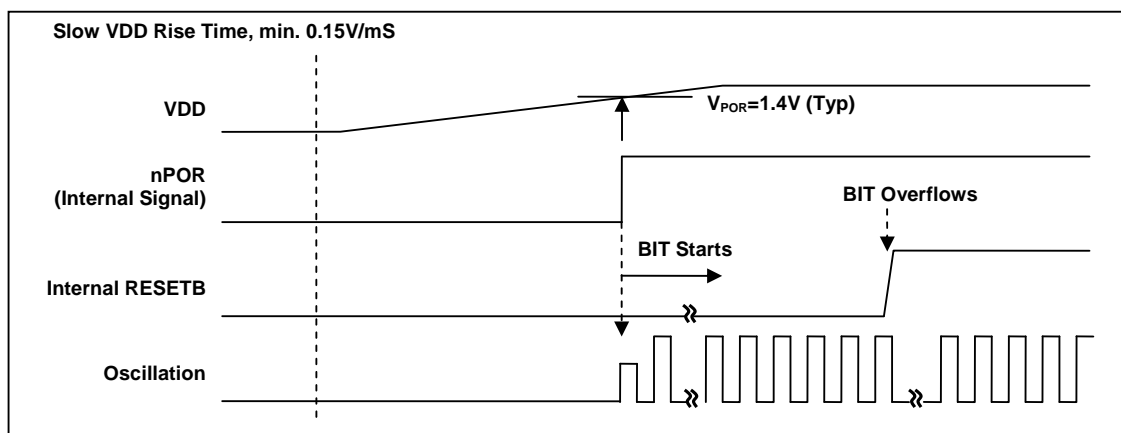 Slow VDD Rise Time, min. 0.15V/mS
VDD
VPOR=1.4V (Typ)
nPOR
(Internal Signal)
BIT Overflows
BIT Starts
Internal RESETB
Oscillation